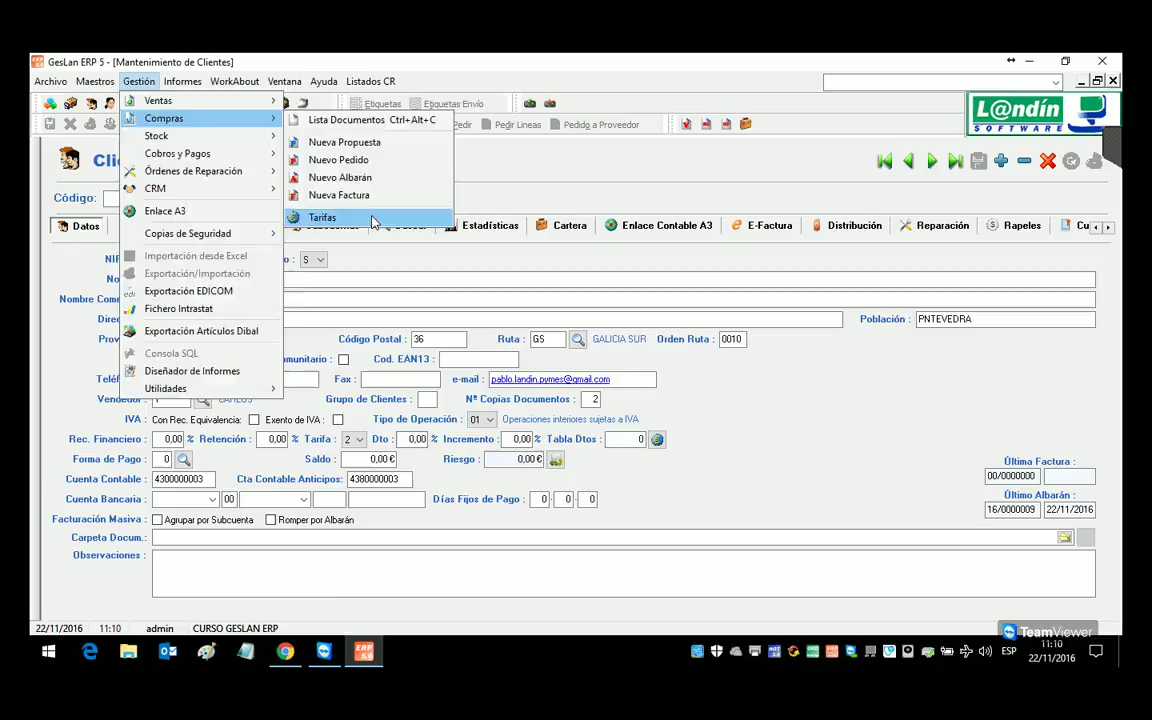 GesLan ERP 5 - [Mantenimiento de Clientes]
Archivo Maestros Gestión Informes WorkAbout Ventana Ayuda Listados CR
Etiquetas Etiquetas Envío
Pedir Lineas Pedido a Proveedor
L@ndín
SOFTWARE
Ventas
Compras
Stock
Cobros y Pagos
Órdenes de Reparación
CRM
Enlace A3
Copias de Seguridad
Importación desde Excel
Exportación/Importación
Exportación EDICOM
Fichero Intrastat
Exportación Artículos Dibal
Consola SQL
Diseñador de Informes
Utilidades
Lista Documentos Ctrl+Alt+C
Nueva Propuesta
Nuevo Pedido
Nuevo Albarán
Nueva Factura
Tarifas
Código:
Datos Estadísticas Cartera Enlace Contable A3 E-Factura Distribución Reparación Rapeles
S
Población : PNTEVEDRA
Código Postal : 36 Ruta : GS GALICIA SUR Orden Ruta : 0010
Cod. EAN13 :
Fax : e-mail : pablo.landin.pymes@gmail.com
Vendedor : 1 CARLOS Grupo de Clientes : Nº Copias Documentos : 2
IVA : Con Rec. Equivalencia: Exento de IVA : Tipo de Operación : 01 Operaciones interiores sujetas a IVA
Rec. Financiero : 0,00 % Retención : 0,00 % Tarifa : 2 Dto : 0,00 % Incremento : 0,00 % Tabla Dtos : 0
Forma de Pago : 0 Saldo : 0,00 € Riesgo : 0,00 €
Última Factura :
00/0000000
Cuenta Contable : 4300000003 Cta Contable Anticipos: 4380000003
Cuenta Bancaria : 00 Días Fijos de Pago : 0 0 0
Último Albarán :
16/0000009 22/11/2016
Facturación Masiva : Agrupar por Subcuenta Romper por Albarán
Carpeta Docum.:
Observaciones :
22/11/2016 11:10 admin CURSO GESLAN ERP
TeamViewer
ESP
11:10
22/11/2016